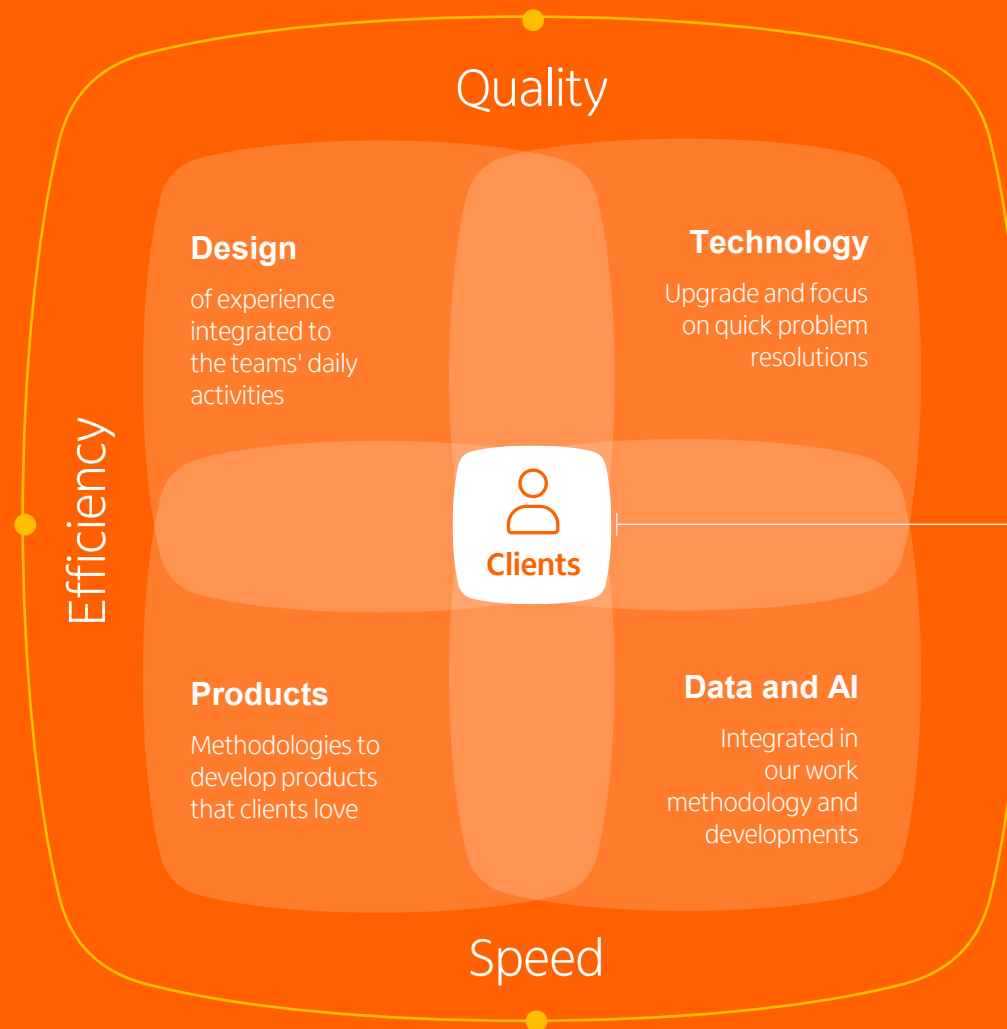 Quality
Design
of experience
integrated to
the teams' daily
activities
Technology
Upgrade and focus
on quick problem
resolutions
Efficiency
Clients
Products
Methodologies to
develop products
that clients love
Data and AI
Integrated in
our work
methodology and
developments
Speed